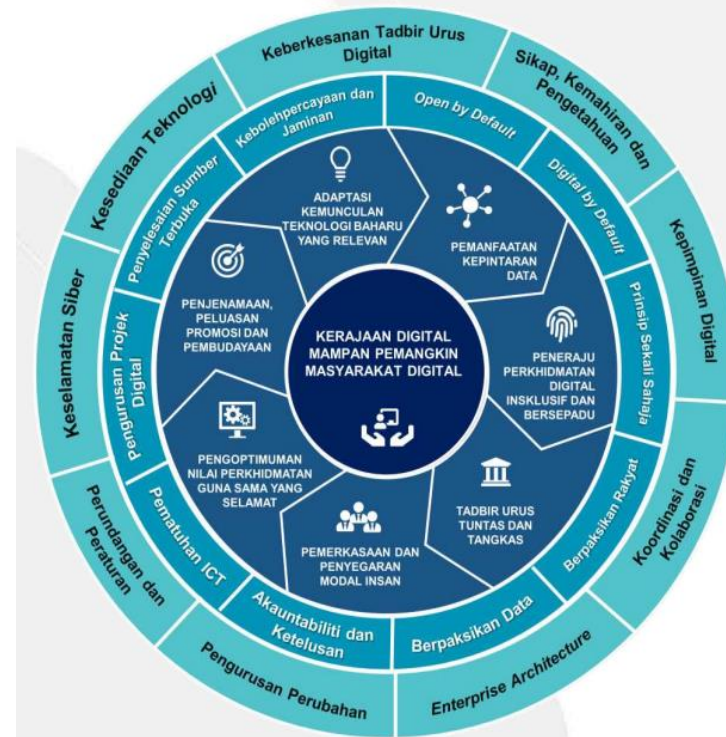 Keberkesanan Tadbir Urus
Digital
Sikap, Kemahiran dan
Pengetahuan
Kepimpinan Digital
Koordinasi dan
Kolaborasi
Enterprise Architecture
Pengurusan Perubahan
Perundangan dan
Peraturan
Keselamatan Siber
Kesediaan Teknologi
Kebolehpercayaan dan
Jaminan
Open by Default
Digital by Default
Prinsip Sekali Sahaja
Berpaksikan Rakyat
Berpaksikan Data
Akauntabiliti dan
Ketelusan
Pematuhan ICT
Pengurusan Projek
Digital
Penyelesaian Sumber
Terbuka
ADAPTASI
KEMUNCULAN
TEKNOLOGI BAHARU
YANG RELEVAN
PEMANFAATAN
KEPINTARAN
DATA
PENERAJU
PERKHIDMATAN
DIGITAL
INSKLUSIF DAN
BERSEPADU
TADBIR URUS
TUNTAS DAN
TANGKAS
PEMERKASAAN DAN
PENYEGARAN
MODAL INSAN
PENGOPTIMUMAN
NILAI PERKHIDMATAN
GUNA SAMA YANG
SELAMAT
PENJENAMAAN,
PELUASAN
PROMOSI DAN
PEMBUDAYAAN
KERAJAAN DIGITAL
MAMPAN PEMANGKIN
MASYARAKAT DIGITAL